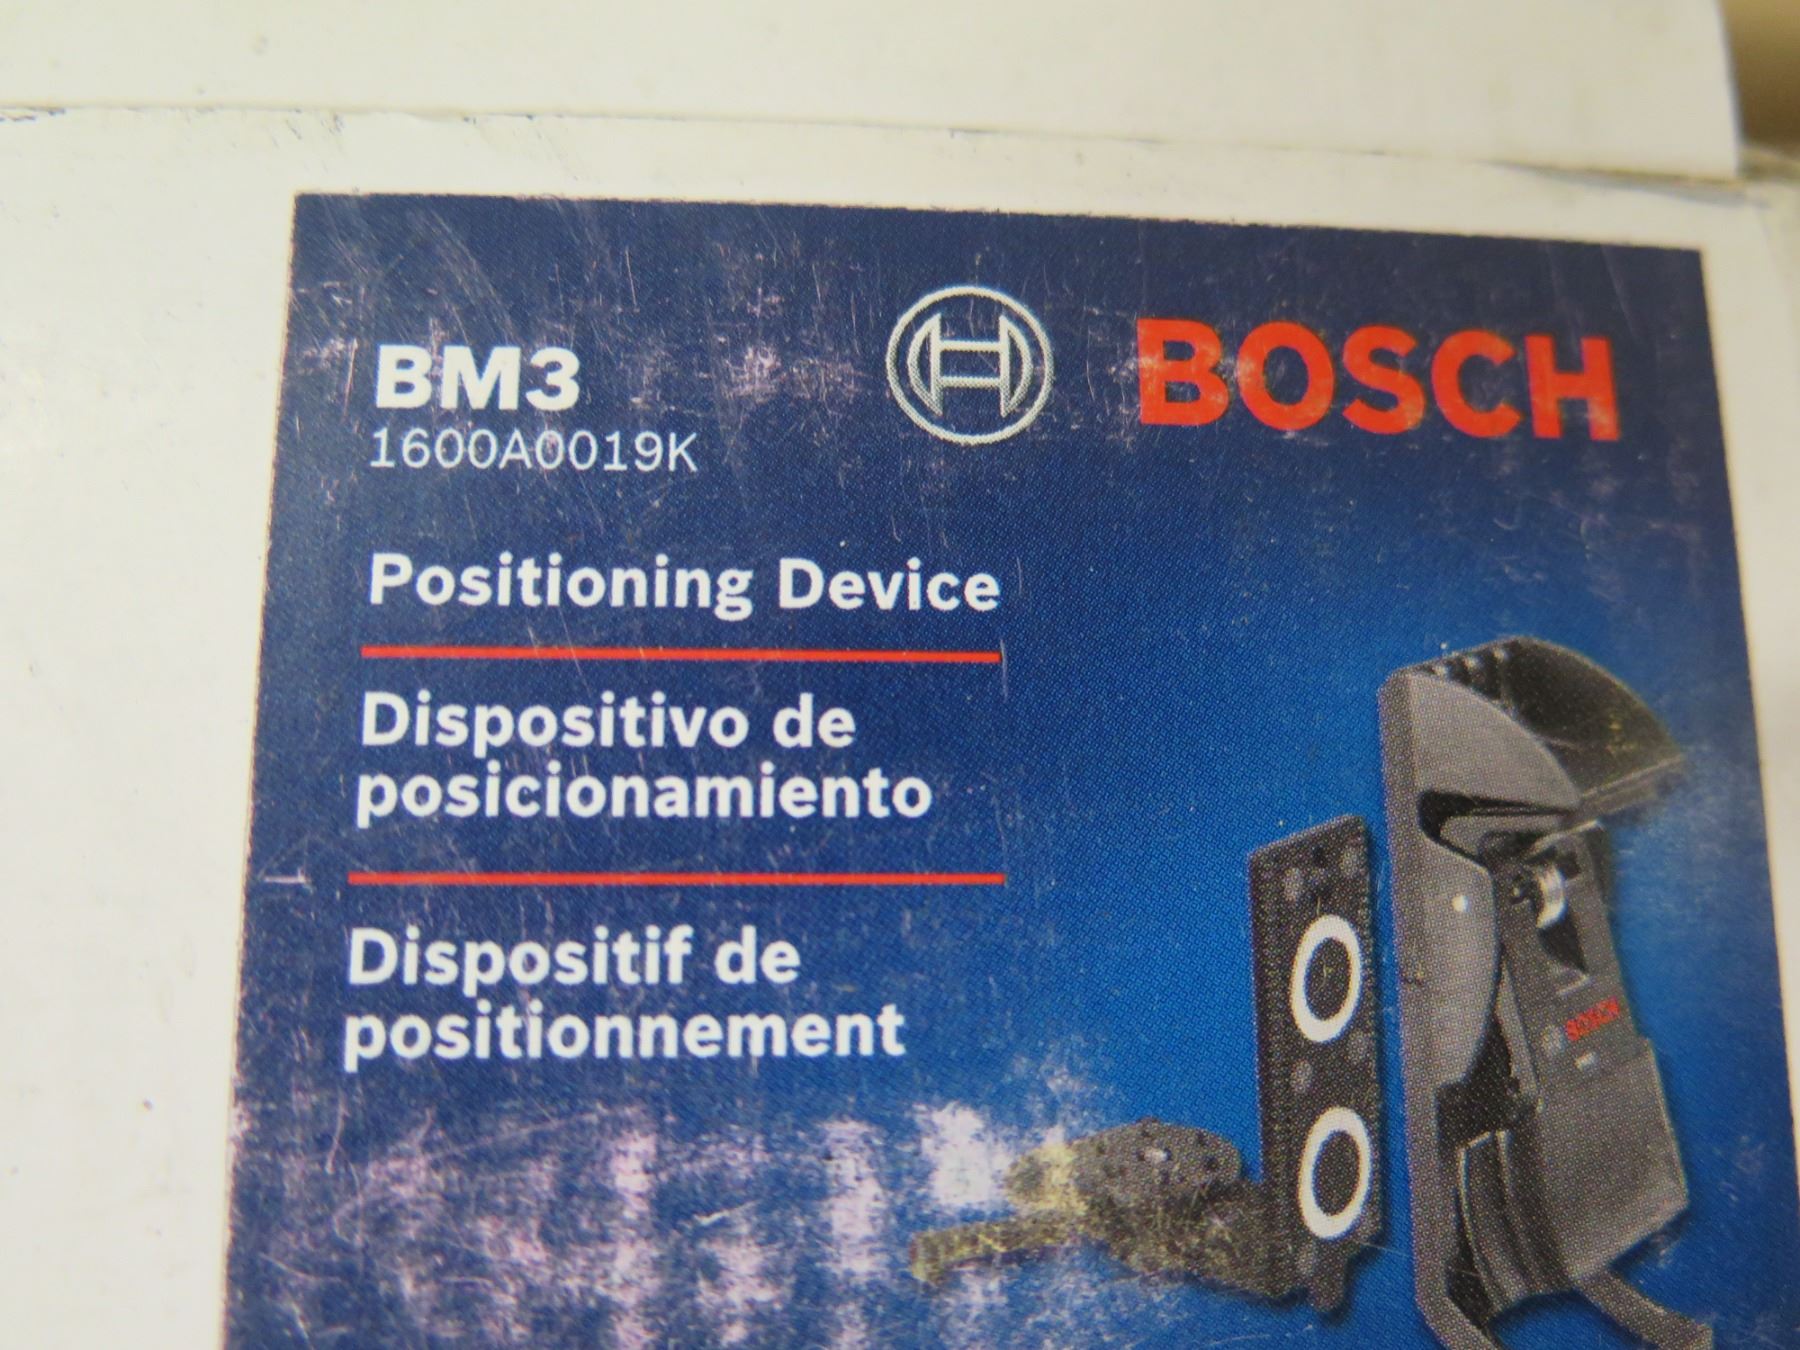 BM3
BOSCH
1600A0019K
Positioning Device
Dispositivo de
posicionamiento
Dispositif de
positionnement
BOSCH